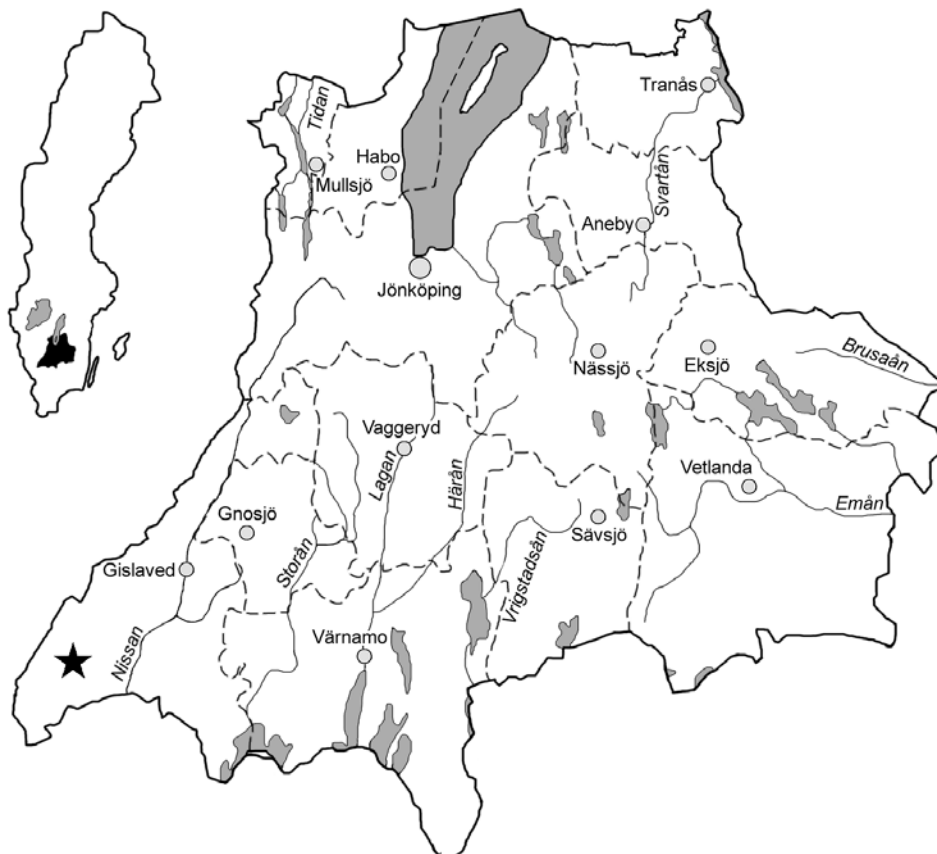 Tranås
Tidan
Habo
Mullsjö
Svartån
Aneby
Jönköping
Nässjö
Eksjö
Brusaån
Vaggeryd
Lagan
Härån
Vetlanda
Gnosjö
Storån
Emån
Sävsjö
Vrigstadsån
Gislaved
Nissan
Värnamo